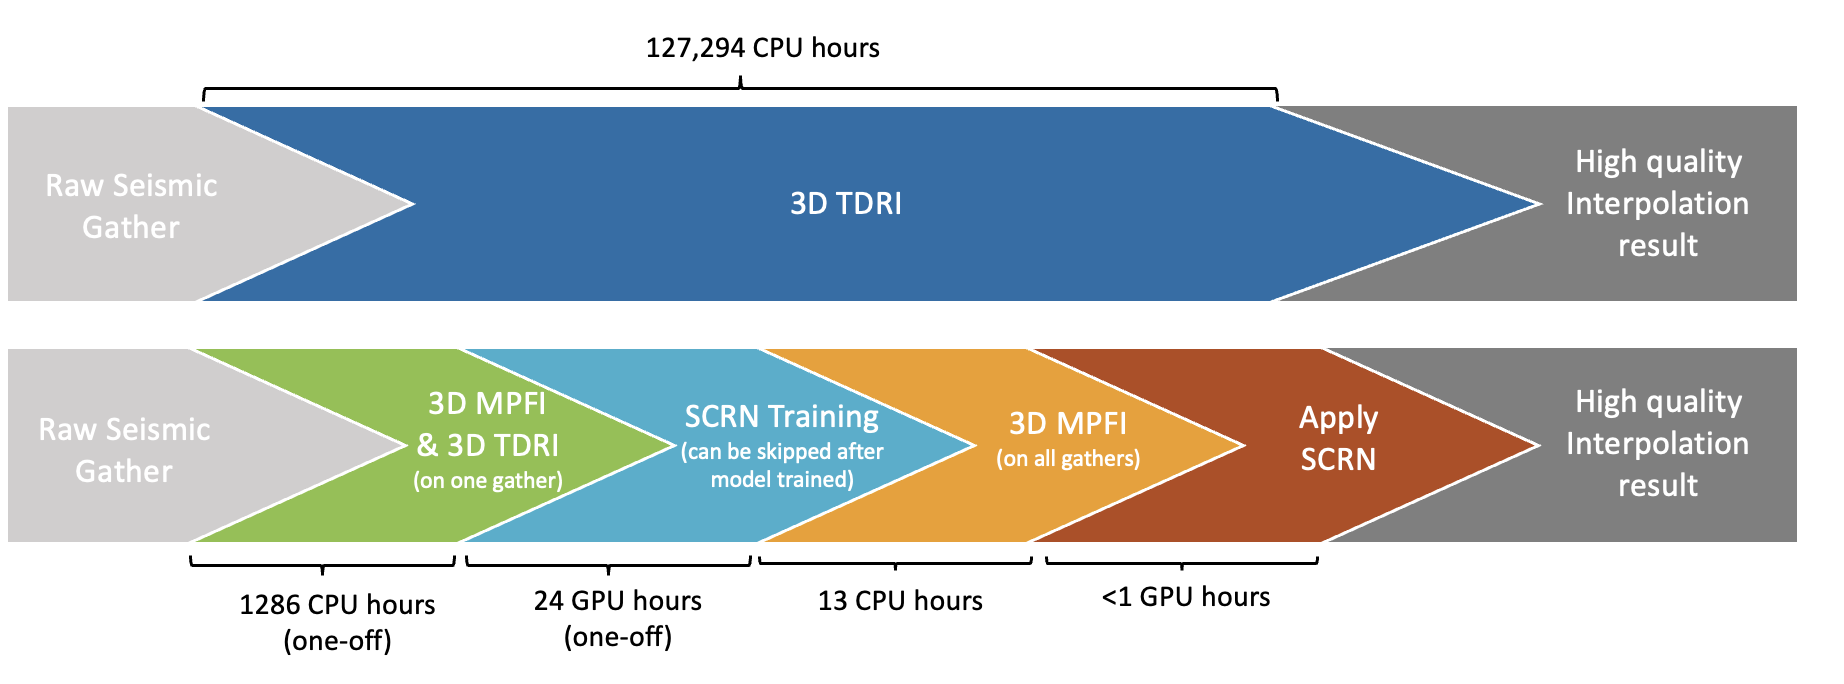 127,294 CPU hours
Raw Seismic
Gather
3D TDRI
High quality
Interpolation
result
Raw Seismic
Gather
3D MPFI
& 3D TDRI
(on one gather)
SCRN Training
(can be skipped after
model trained)
3D MPFI
(on all gathers)
Apply
SCRN
High quality
Interpolation
result
1286 CPU hours
(one-off)
24 GPU hours
(one-off)
13 CPU hours
<1 GPU hours